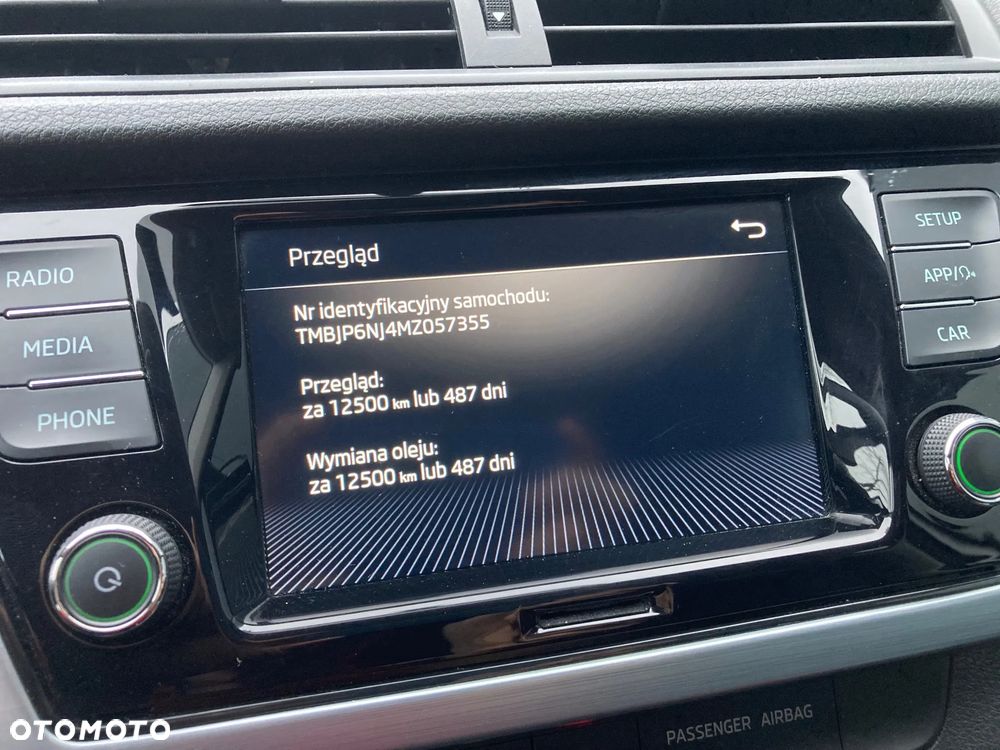 RADIO
MEDIA
PHONE
Przegląd
Nr identyfikacyjny samochodu:
TMBJP6NJ4MZ057355
Przegląd:
za 12500 km lub 487 dni
Wymiana oleju:
za 12500 km lub 487 dni
SETUP
APP/
CAR
PASSENGER AIRBAG
OTOMOTO